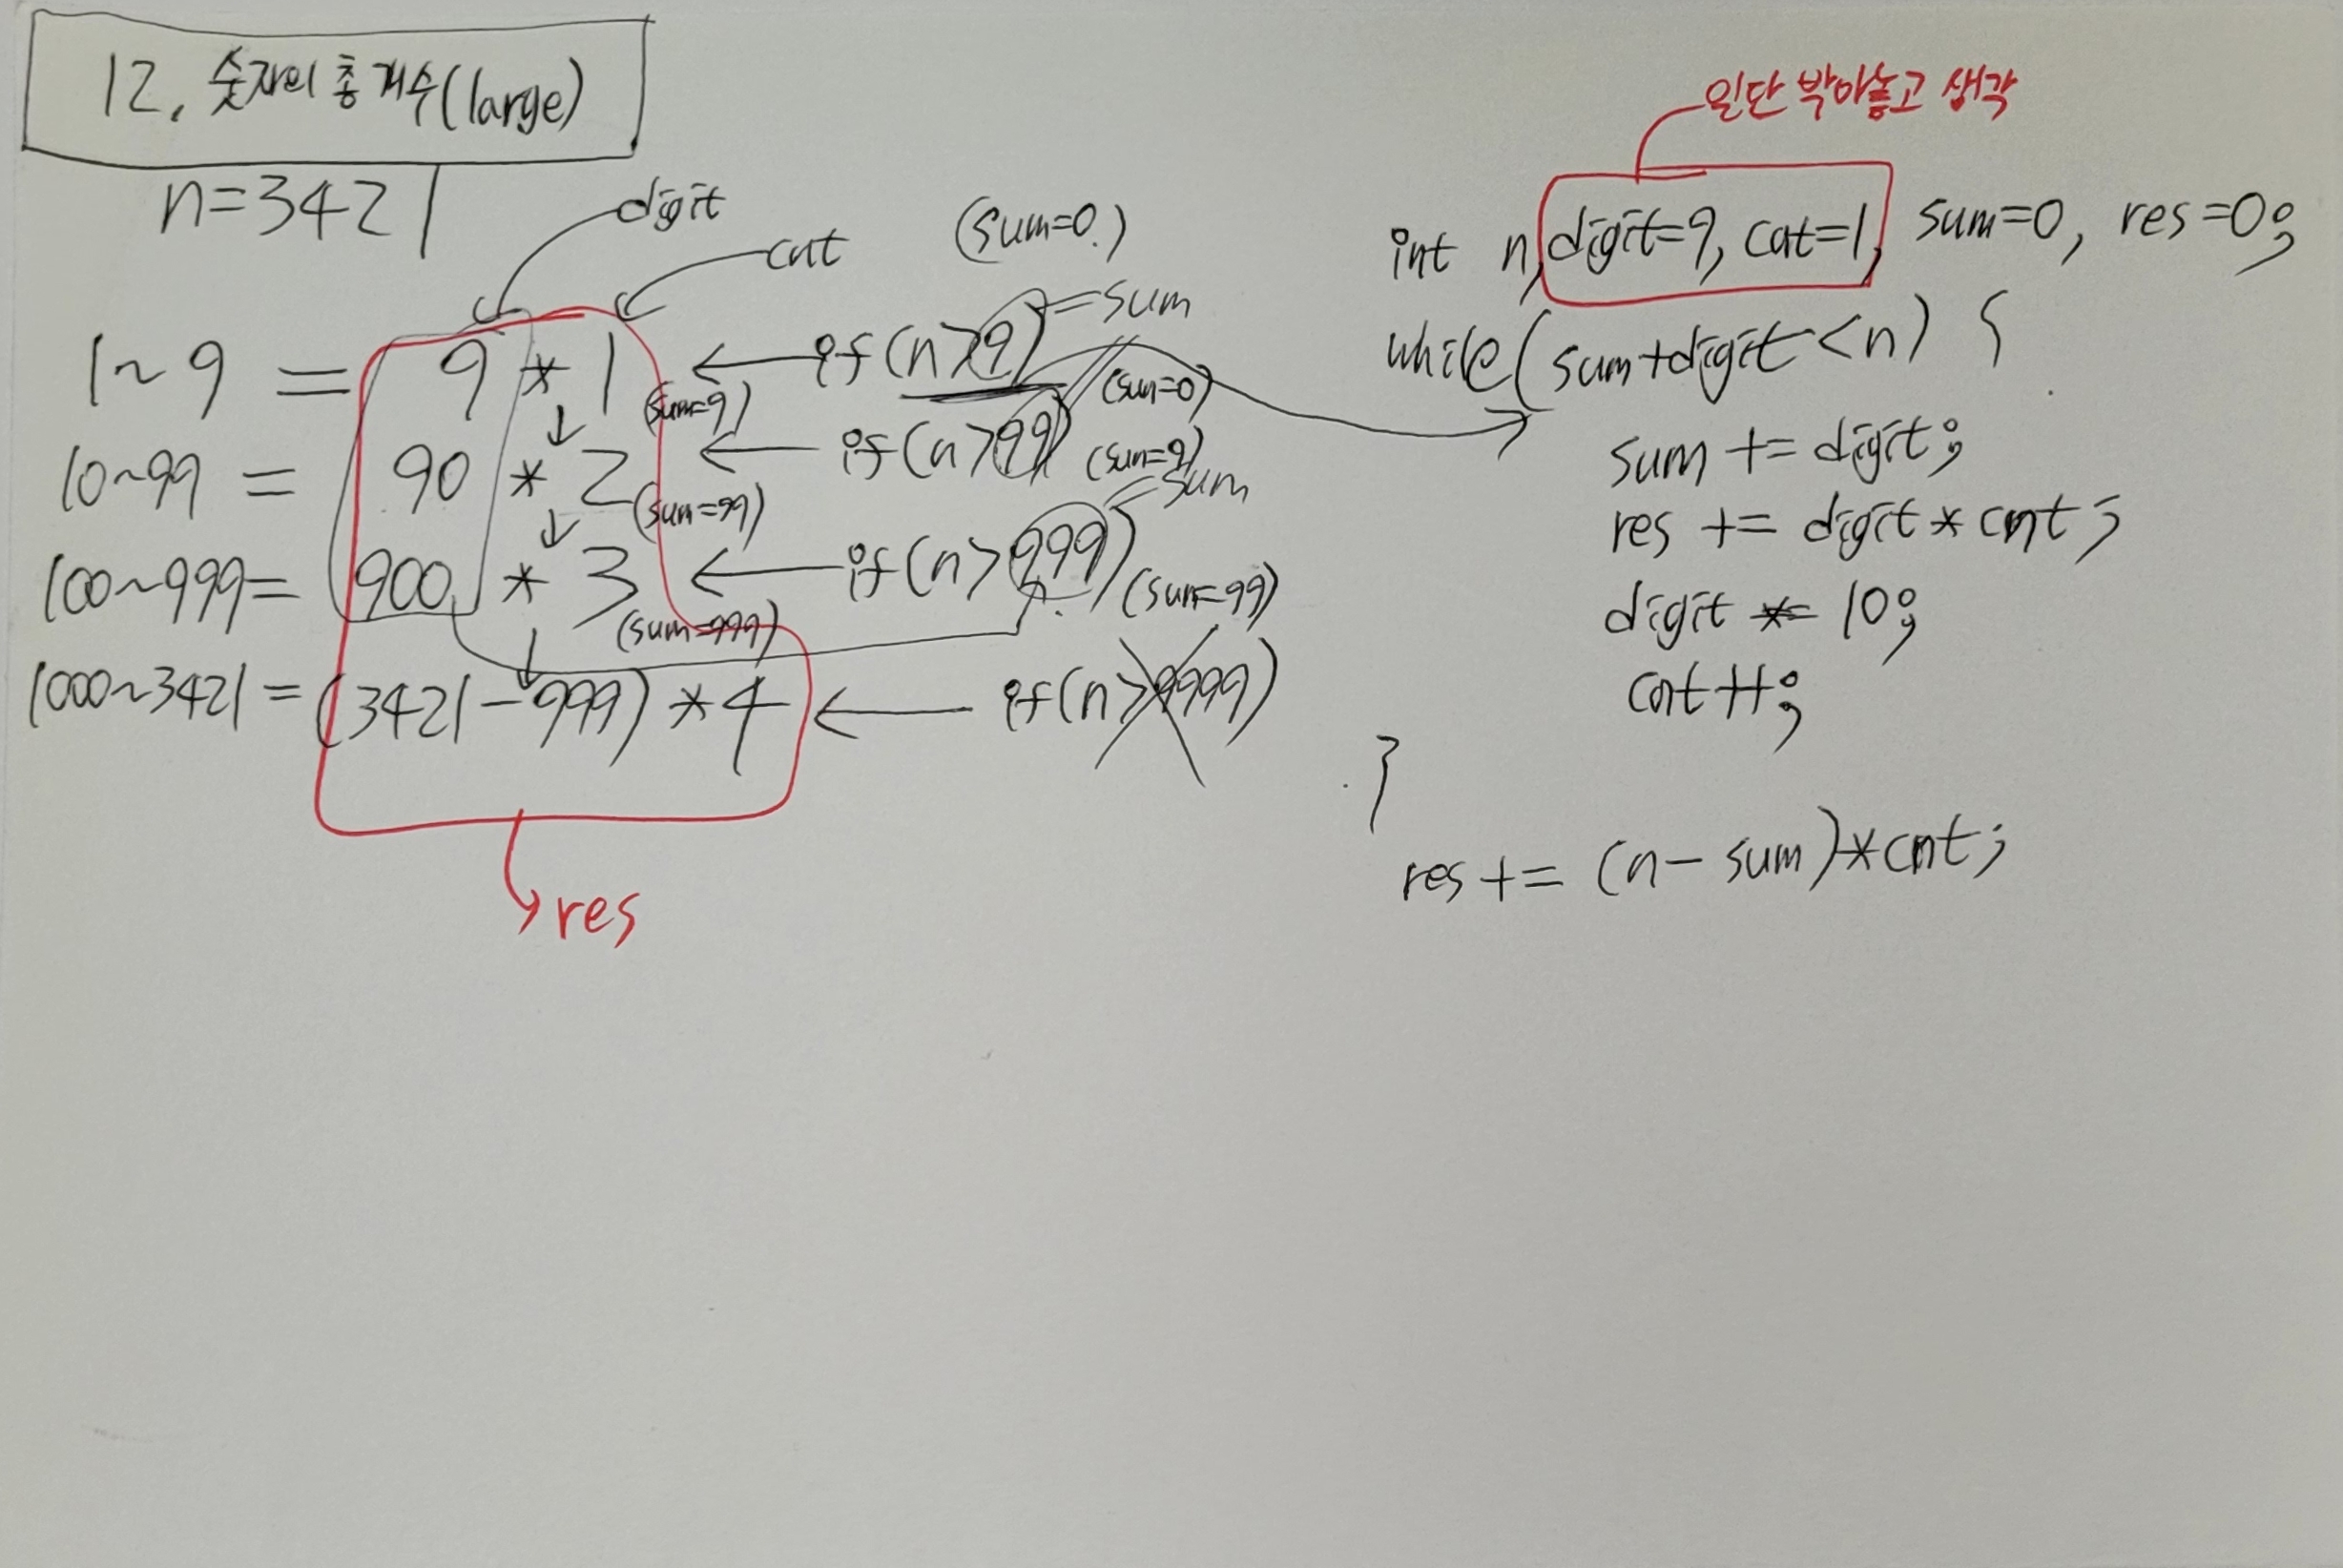 12. 숫자의 총 개수(large)
n=3421
digit
cnt
(sum=0.)
1~9 = 9 * 1 ← if(n>9) = sum
(sum=9) (sum=0)
10~99 = 90 * 2 ← if(n>99) (sum=9)
(sum=99) = sum
100~999 = 900 * 3 ← if(n>999) (sum=99)
(sum=999)
1000~3421 = (3421-999) * 4 ← if(n>9999)
res
일단 박아놓고 생각
int n, digit=9, cnt=1, sum=0, res=0;
while(sum+digit<n) {
sum += digit;
res += digit * cnt;
digit *= 10;
cnt++;
}
res += (n-sum)*cnt;